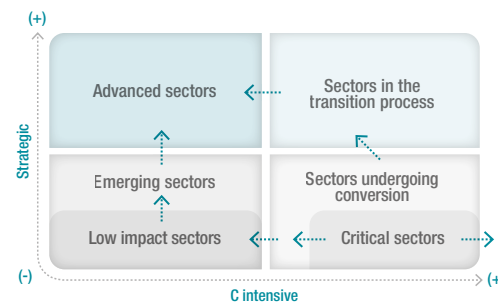 (+)
Advanced sectors
Sectors in the
transition process
Strategic
Emerging sectors
Sectors undergoing
conversion
Low impact sectors
Critical sectors
(-)
(+
C intensive